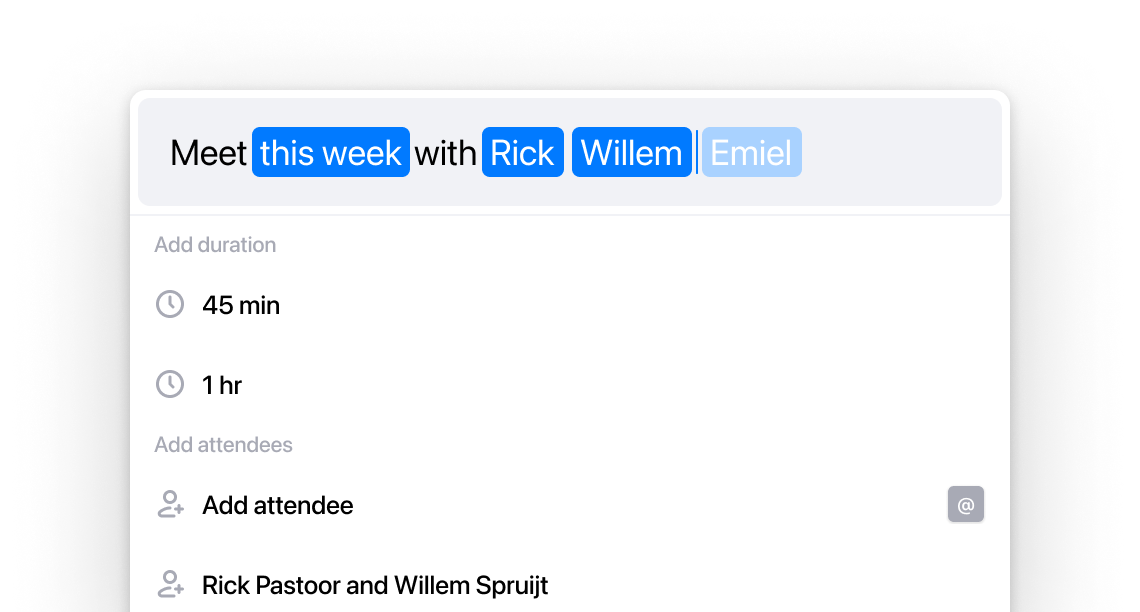 Meet this week with Rick Willem Emiel
Add duration
45 min
1 hr
Add attendees
Add attendee
@
Rick Pastoor and Willem Spruijt